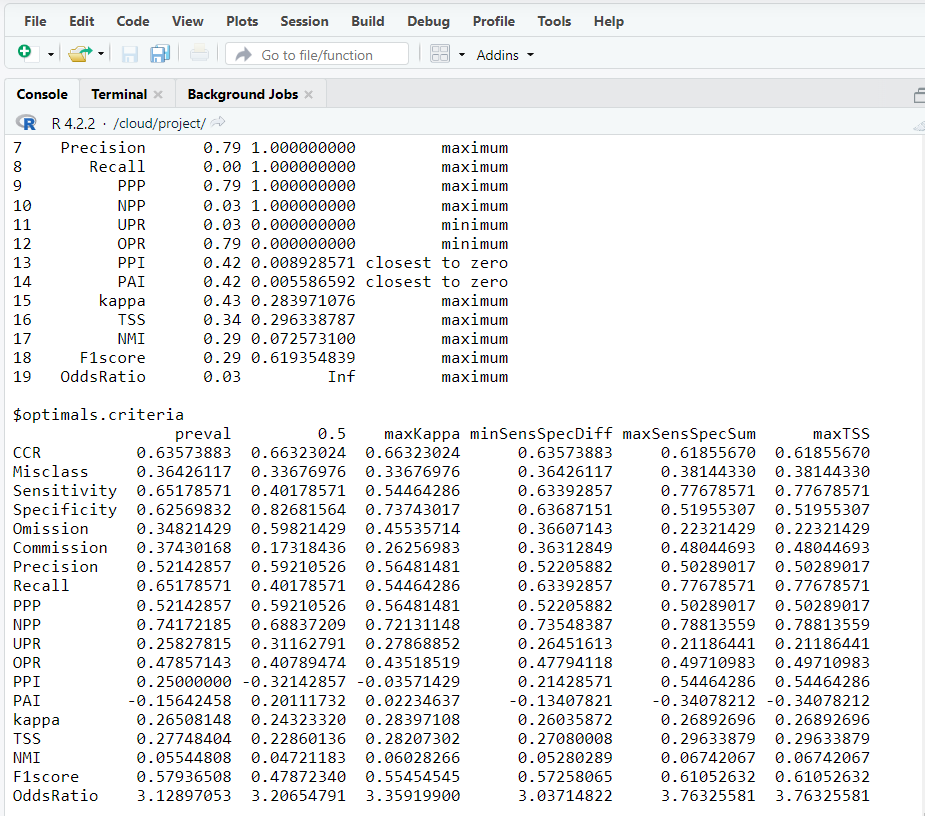 File Edit Code View Plots Session Build Debug Profile Tools Help
Go to file/function Addins
Console Terminal Background Jobs
R R 4.2.2 · /cloud/project/
7 Precision 0.79 1.000000000 maximum
8 Recall 0.00 1.000000000 maximum
9 PPP 0.79 1.000000000 maximum
10 NPP 0.03 1.000000000 maximum
11 UPR 0.03 0.000000000 minimum
12 OPR 0.79 0.000000000 minimum
13 PPI 0.42 0.008928571 closest to zero
14 PAI 0.42 0.005586592 closest to zero
15 kappa 0.43 0.283971076 maximum
16 TSS 0.34 0.296338787 maximum
17 NMI 0.29 0.072573100 maximum
18 F1score 0.29 0.619354839 maximum
19 OddsRatio 0.03 Inf maximum
$optimals.criteria
preval 0.5 maxKappa minSensSpecDiff maxSensSpecSum maxTSS
CCR 0.63573883 0.66323024 0.66323024 0.63573883 0.61855670 0.61855670
Misclass 0.36426117 0.33676976 0.33676976 0.36426117 0.38144330 0.38144330
Sensitivity 0.65178571 0.40178571 0.54464286 0.63392857 0.77678571 0.77678571
Specificity 0.62569832 0.82681564 0.73743017 0.63687151 0.51955307 0.51955307
Omission 0.34821429 0.59821429 0.45535714 0.36607143 0.22321429 0.22321429
Commission 0.37430168 0.17318436 0.26256983 0.36312849 0.48044693 0.48044693
Precision 0.52142857 0.59210526 0.56481481 0.52205882 0.50289017 0.50289017
Recall 0.65178571 0.40178571 0.54464286 0.63392857 0.77678571 0.77678571
PPP 0.52142857 0.59210526 0.56481481 0.52205882 0.50289017 0.50289017
NPP 0.74172185 0.68837209 0.72131148 0.73548387 0.78813559 0.78813559
UPR 0.25827815 0.31162791 0.27868852 0.26451613 0.21186441 0.21186441
OPR 0.47857143 0.40789474 0.43518519 0.47794118 0.49710983 0.49710983
PPI 0.25000000 -0.32142857 -0.03571429 0.21428571 0.54464286 0.54464286
PAI -0.15642458 0.20111732 0.02234637 -0.13407821 -0.34078212 -0.34078212
kappa 0.26508148 0.24323320 0.28397108 0.26035872 0.26892696 0.26892696
TSS 0.27748404 0.22860136 0.28207302 0.27080008 0.29633879 0.29633879
NMI 0.05544808 0.04721183 0.06028266 0.05280289 0.06742067 0.06742067
F1score 0.57936508 0.47872340 0.55454545 0.57258065 0.61052632 0.61052632
OddsRatio 3.12897053 3.20654791 3.35919900 3.03714822 3.76325581 3.76325581